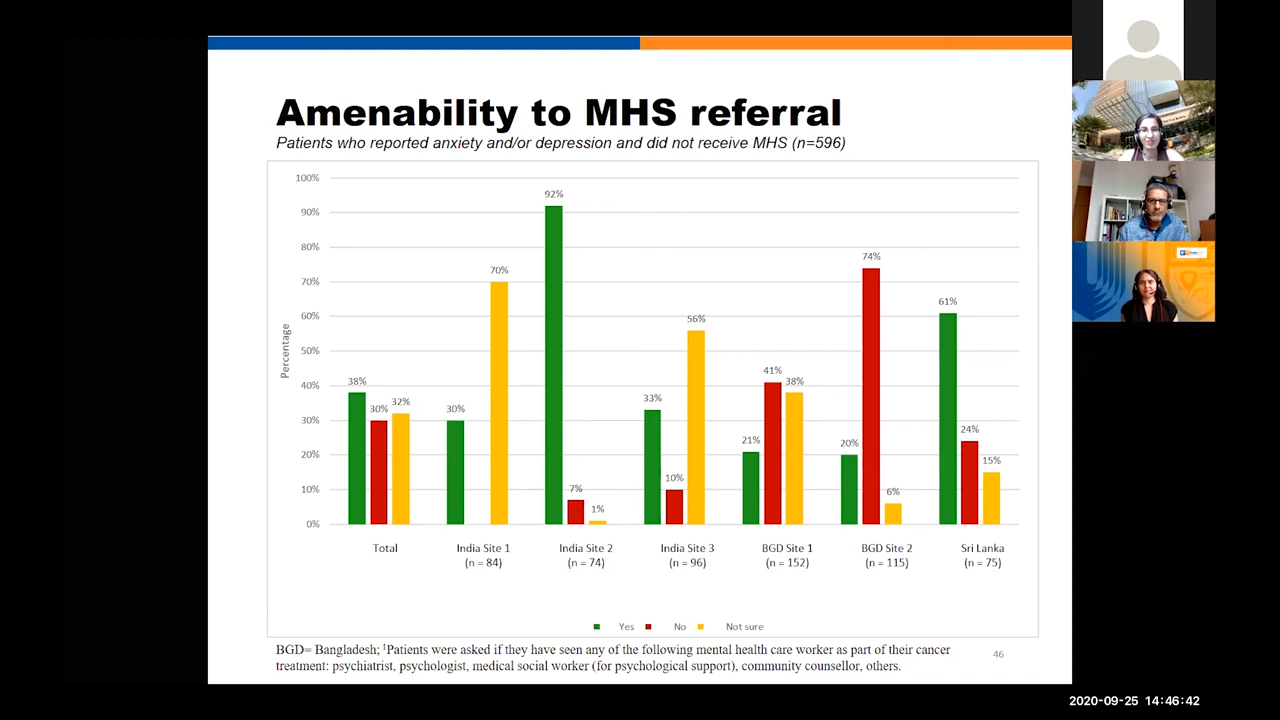 Amenability to MHS referral
Patients who reported anxiety and/or depression and did not receive MHS (n=596)
100%
90%
80%
70%
60%
50%
40%
30%
20%
10%
0%
Percentage
38%
30%
32%
30%
70%
92%
7%
1%
33%
10%
56%
21%
41%
38%
20%
74%
6%
61%
24%
15%
Total
India Site 1
(n = 84)
India Site 2
(n = 74)
India Site 3
(n = 96)
BGD Site 1
(n = 152)
BGD Site 2
(n = 115)
Sri Lanka
(n = 75)
Yes No Not sure
BGD= Bangladesh; ¹Patients were asked if they have seen any of the following mental health care worker as part of their cancer
treatment: psychiatrist, psychologist, medical social worker (for psychological support), community counsellor, others.
46
2020-09-25 14:46:42